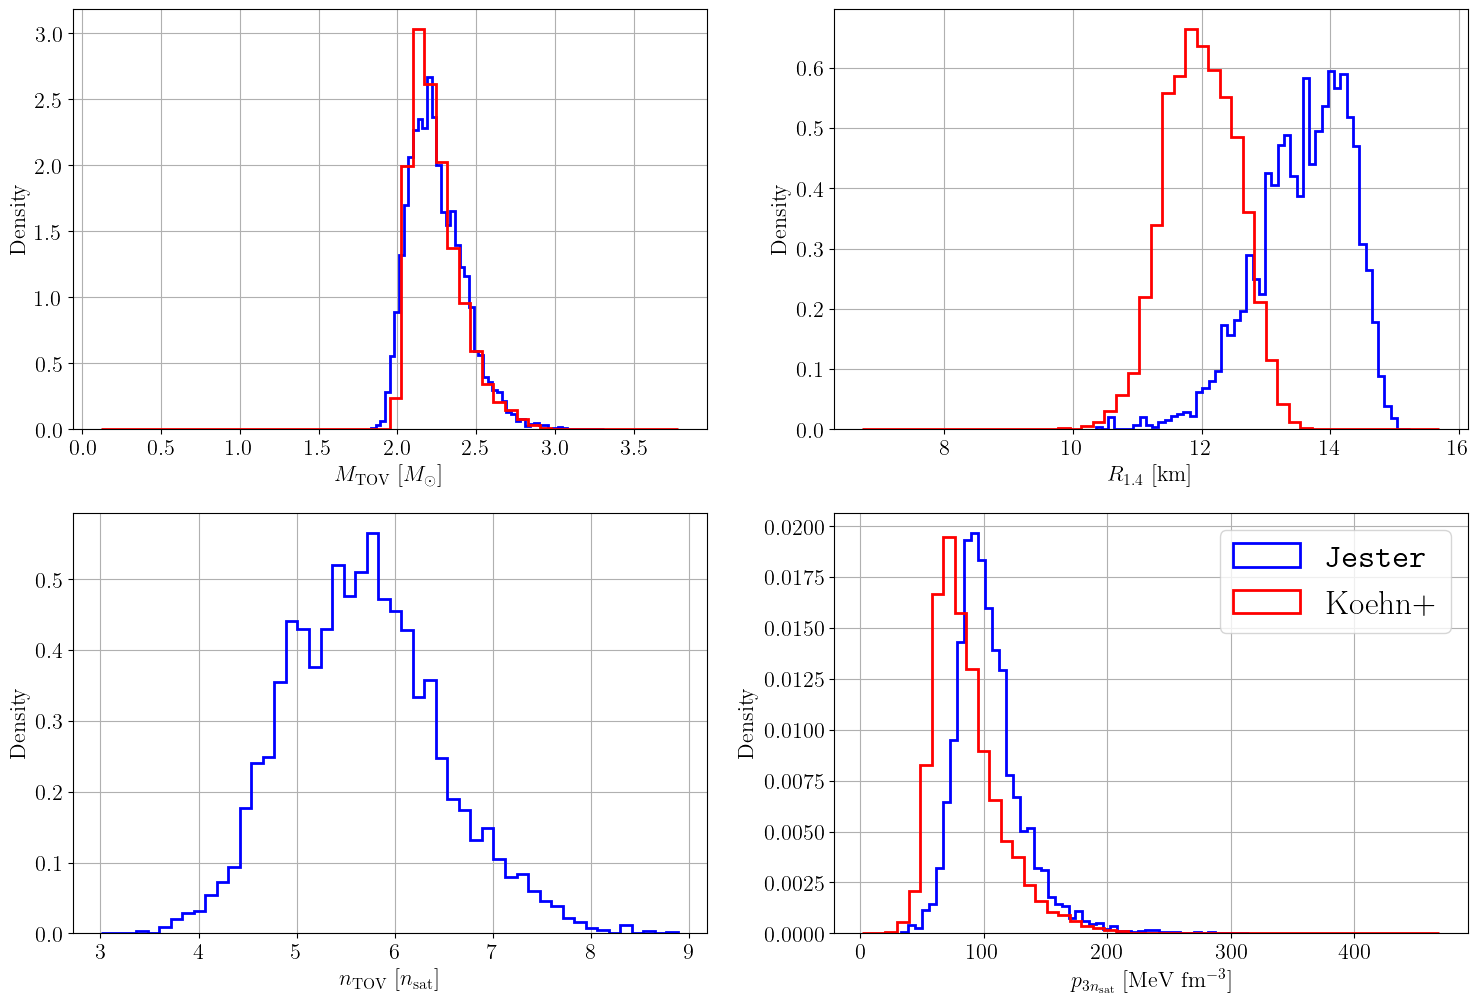 3.0
2.5
2.0
1.5
1.0
0.5
0.0
Density
0.0 0.5 1.0 1.5 2.0 2.5 3.0 3.5
M_TOV [M_⊙]
0.6
0.5
0.4
0.3
0.2
0.1
0.0
Density
8 10 12 14 16
R_1.4 [km]
0.5
0.4
0.3
0.2
0.1
0.0
Density
3 4 5 6 7 8 9
n_TOV [n_sat]
0.0200
0.0175
0.0150
0.0125
0.0100
0.0075
0.0050
0.0025
0.0000
Density
Jester
Koehn+
0 100 200 300 400
p_3n_sat [MeV fm⁻³]